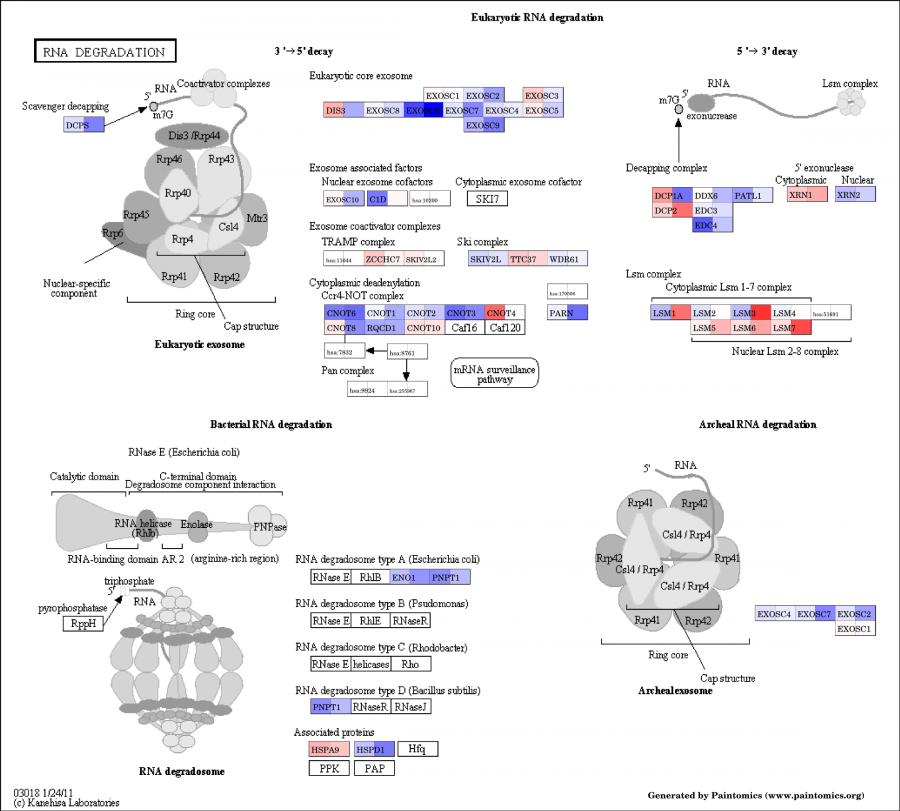 Eukaryotic RNA degradation
RNA DEGRADATION
3 '→ 5' decay
5 '→ 3' decay
Scavenger decapping
DCPS
5'
RNA
m7G
Coactivator complexes
Dis3 /Rrp44
Rrp46
Rrp43
Rrp40
Rrp45
Mtr3
Rrp6
Rrp4
Csl4
Rrp41
Rrp42
Nuclear-specific
component
Ring core
Cap structure
Eukaryotic exosome
Eukaryotic core exosome
EXOSC1 EXOSC2 EXOSC3
DIS3 EXOSC8 EXOSC7 EXOSC4 EXOSC5
EXOSC9
Exosome associated factors
Nuclear exosome cofactors
Cytoplasmic exosome cofactor
EXOSC10 C1D hsa:10200
SKI7
Exosome coactivator complexes
TRAMP complex
Ski complex
hsa:11044 ZCCHC7 SKIV2L2
SKIV2L TTC37 WDR61
Cytoplasmic deadenylation
Ccr4-NOT complex
CNOT6 CNOT1 CNOT2 CNOT3 CNOT4
CNOT8 RQCD1 CNOT10 Caf16 Caf120
PARN
hsa:7832
hsa:8761
Pan complex
hsa:9924
mRNA surveillance
pathway
RNA
Lsm complex
m7G
5'
exonucrease
Decapping complex
5' exonuclease
Cytoplasmic
Nuclear
DCP1A DDX6 PATL1
DCP2 EDC3
EDC4
XRN1
XRN2
Lsm complex
Cytoplasmic Lsm 1-7 complex
LSM1 LSM2 LSM3 LSM4 hsa:51691
LSM5 LSM6 LSM7
Nuclear Lsm 2-8 complex
Bacterial RNA degradation
RNase E (Escherichia coli)
Catalytic domain
C-terminal domain
Degradosome component interaction
RNA helicase
(Rhlb)
Enolase
PNPase
RNA-binding domain
AR 2
(arginine-rich region)
triphosphate
5'
RNA
pyrophosphatase
RppH
RNA degradosome
RNA degradosome type A (Escherichia coli)
RNase E RhlB ENO1 PNPT1
RNA degradosome type B (Psudomonas)
RNase E RhlE RNaseR
RNA degradosome type C (Rhodobacter)
RNase E helicases Rho
RNA degradosome type D (Bacillus subtilis)
PNPT1 RNaseR RNaseJ
Associated proteins
HSPA9 HSPD1 Hfq
PPK PAP
Archeal RNA degradation
5'
RNA
Rrp41
Rrp42
Csl4 / Rrp4
Rrp42
Csl4 / Rrp4
Rrp41
Csl4 / Rrp4
Rrp41
Rrp42
Ring core
Cap structure
Archeal exosome
EXOSC4 EXOSC7 EXOSC2
EXOSC1
03018 1/24/11
(c) Kanehisa Laboratories
Generated by Paintomics (www.paintomics.org)